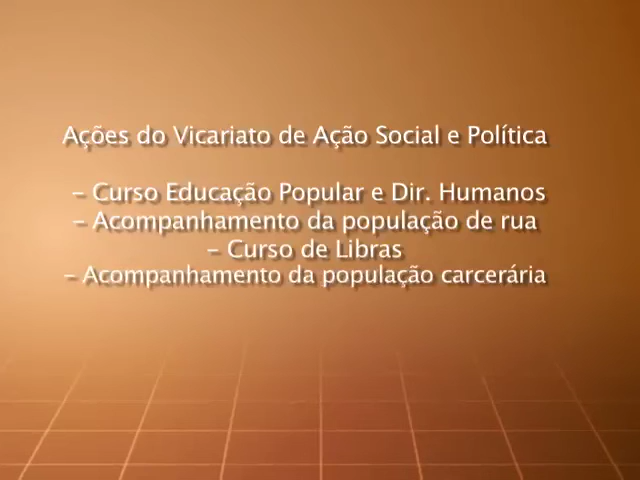 Ações do Vicariato de Ação Social e Política
- Curso Educação Popular e Dir. Humanos
- Acompanhamento da população de rua
- Curso de Libras
- Acompanhamento da população carcerária